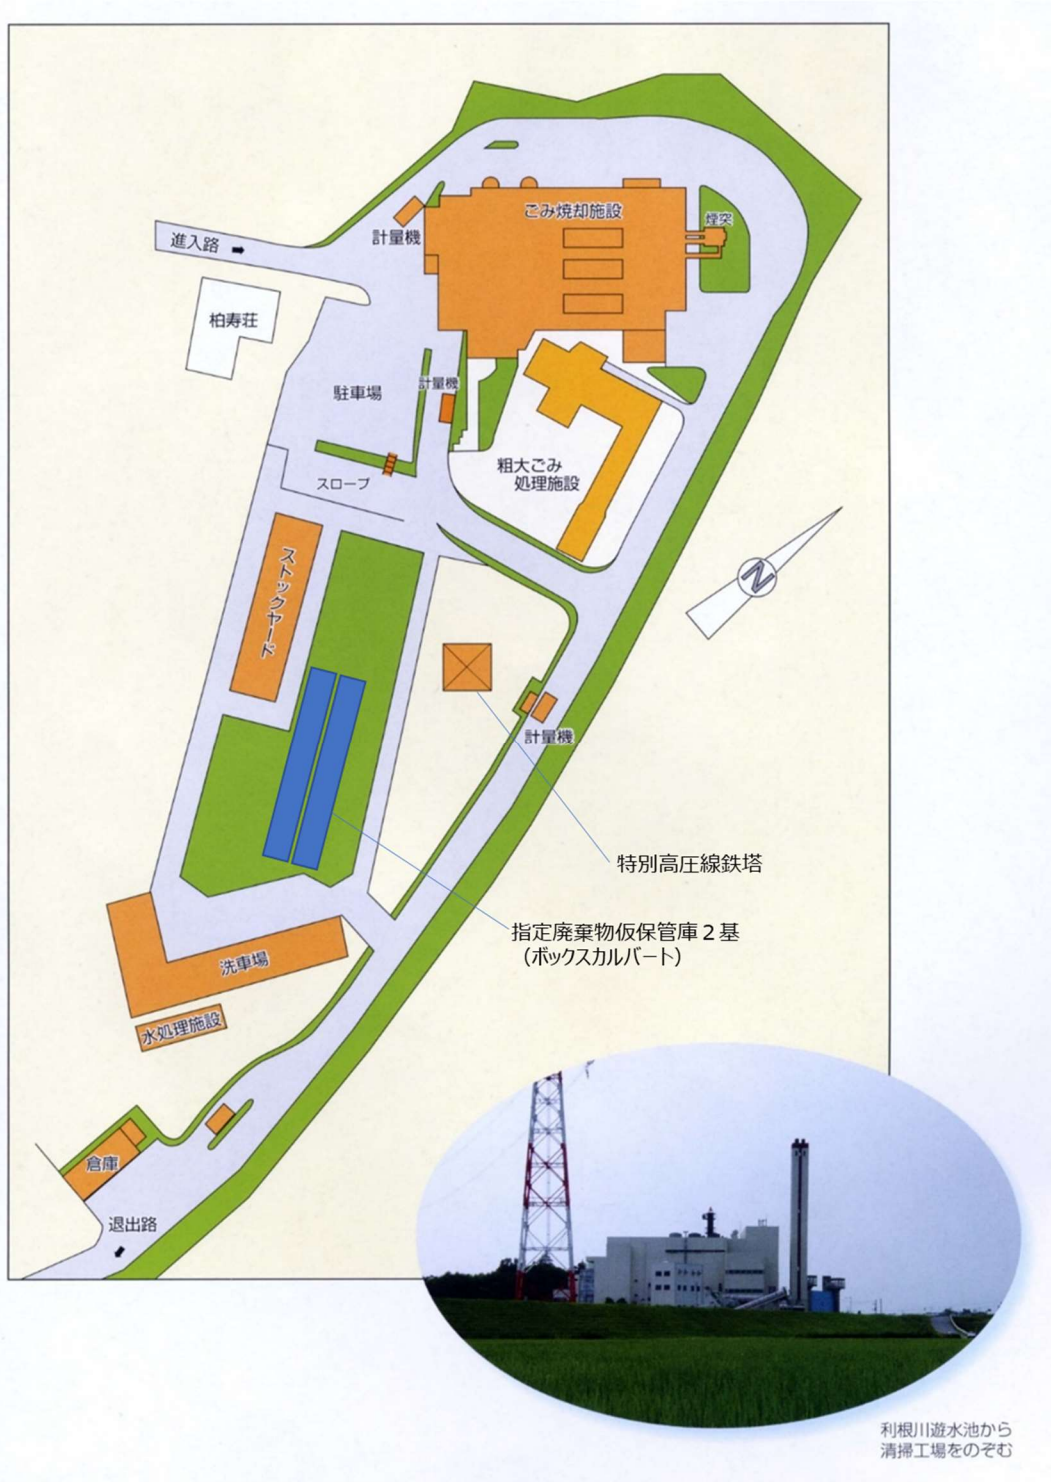 ごみ焼却施設
煙突
計量機
進入路
柏寿荘
計量機
駐車場
粗大ごみ
処理施設
スロープ
ストックヤード
N
計量機
特別高圧線鉄塔
指定廃棄物仮保管庫2基
(ボックスカルバート)
洗車場
水処理施設
倉庫
退出路
利根川遊水池から
清掃工場をのぞむ